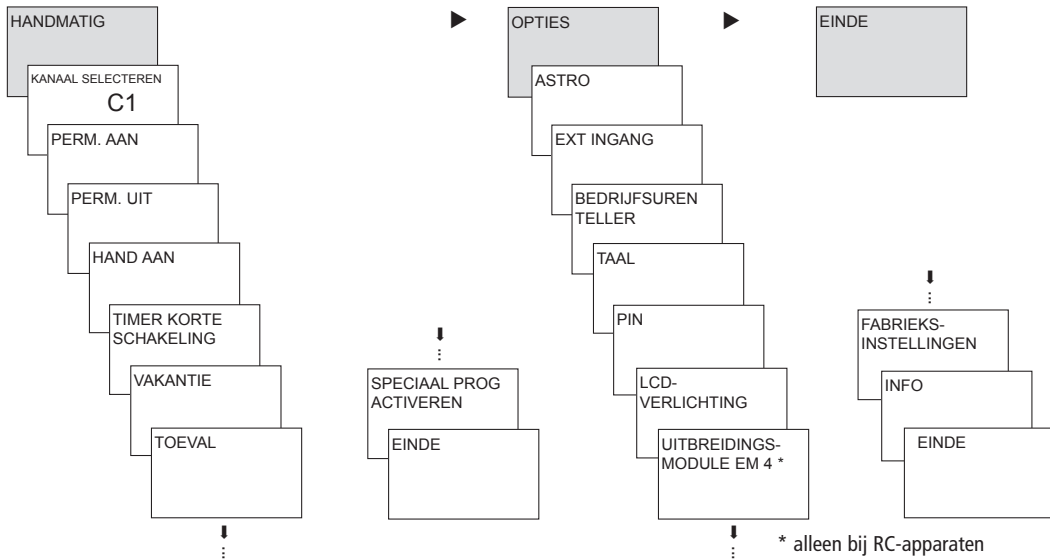 HANDMATIG
KANAAL SELECTEREN
C1
PERM. AAN
PERM. UIT
HAND AAN
TIMER KORTE
SCHAKELING
VAKANTIE
TOEVAL
SPECIAAL PROG
ACTIVEREN
EINDE
OPTIES
ASTRO
EXT INGANG
BEDRIJFSUREN
TELLER
TAAL
PIN
LCD-
VERLICHTING
UITBREIDINGS-
MODULE EM 4 *
FABRIEKS-
INSTELLINGEN
INFO
EINDE
EINDE
* alleen bij RC-apparaten